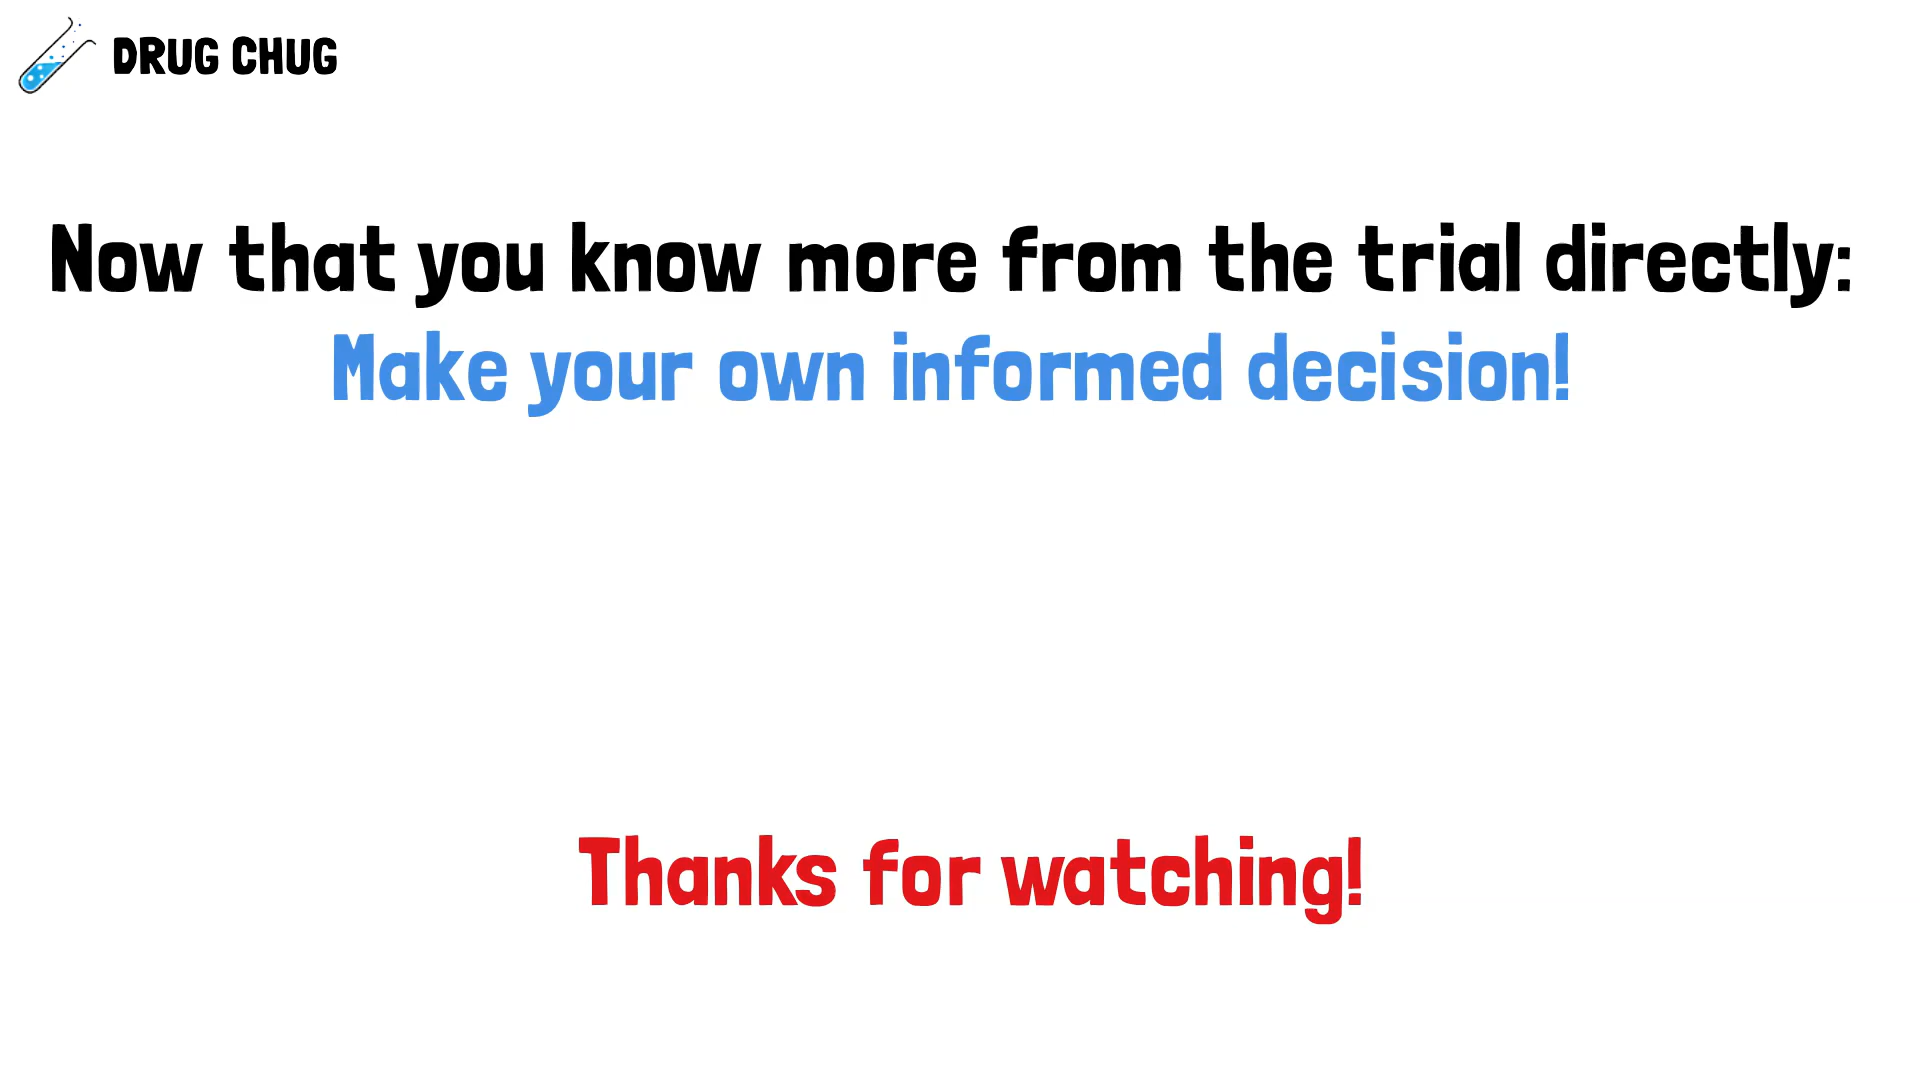 DRUG CHUG
Now that you know more from the trial directly:
Make your own informed decision!
Thanks for watching!